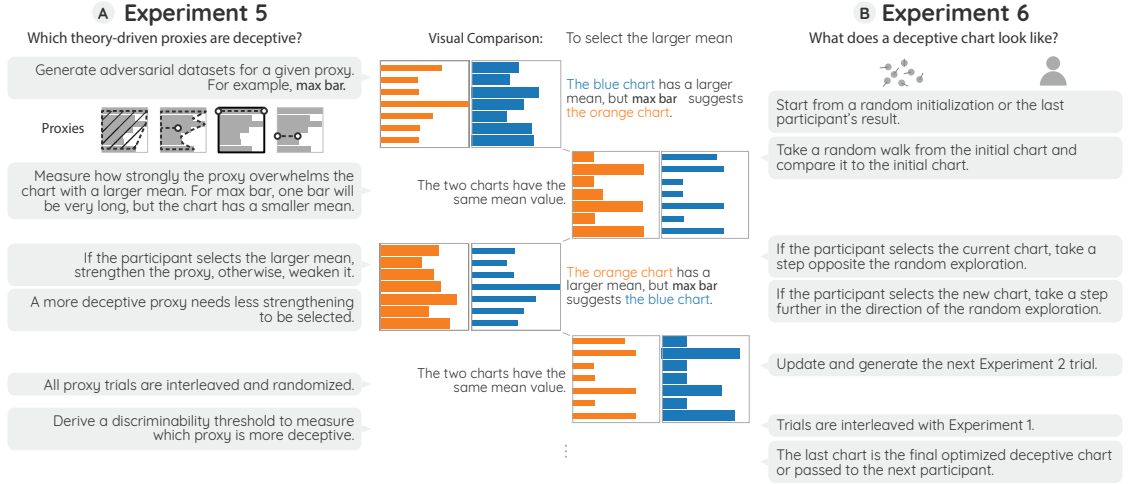 A Experiment 5
Which theory-driven proxies are deceptive?
Generate adversarial datasets for a given proxy.
For example, max bar.
Proxies
Measure how strongly the proxy overwhelms the
chart with a larger mean. For max bar, one bar will
be very long, but the chart has a smaller mean.
If the participant selects the larger mean,
strengthen the proxy, otherwise, weaken it.
A more deceptive proxy needs less strengthening
to be selected.
All proxy trials are interleaved and randomized.
Derive a discriminability threshold to measure
which proxy is more deceptive.
Visual Comparison:
To select the larger mean
The blue chart has a larger
mean, but max bar suggests
the orange chart.
The two charts have the
same mean value.
The orange chart has a
larger mean, but max bar
suggests the blue chart.
The two charts have the
same mean value.
⋮
B Experiment 6
What does a deceptive chart look like?
Start from a random initialization or the last
participant's result.
Take a random walk from the initial chart and
compare it to the initial chart.
If the participant selects the current chart, take a
step opposite the random exploration.
If the participant selects the new chart, take a step
further in the direction of the random exploration.
Update and generate the next Experiment 2 trial.
Trials are interleaved with Experiment 1.
The last chart is the final optimized deceptive chart
or passed to the next participant.